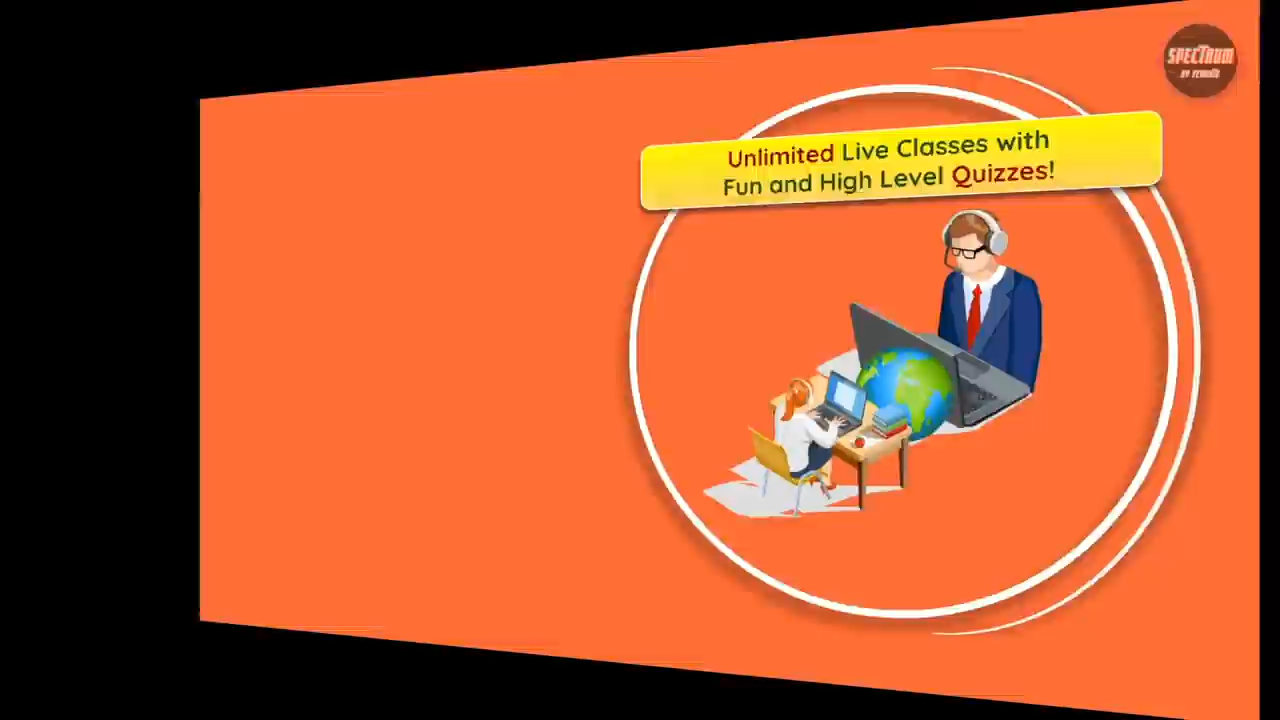 SPECTRUM
Unlimited Live Classes with
Fun and High Level Quizzes!